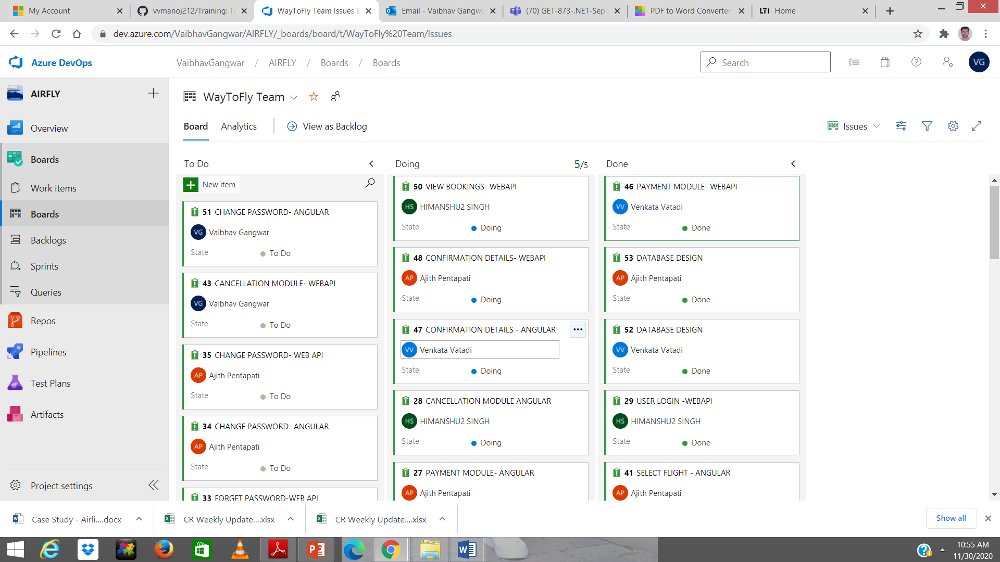 My Account
vvmanoj212/Training: Tr
WayToFly Team Issues B
Email - Vaibhav Gangwa
(70) GET-873-.NET-Sep'2
PDF to Word Converter
LTI Home
dev.azure.com/VaibhavGangwar/AIRFLY/_boards/board/t/WayToFly%20Team/Issues
Azure DevOps
VaibhavGangwar / AIRFLY / Boards / Boards
Search
VG
AIRFLY
Overview
Boards
Work items
Boards
Backlogs
Sprints
Queries
Repos
Pipelines
Test Plans
Artifacts
Project settings
WayToFly Team
Board
Analytics
View as Backlog
Issues
To Do
New item
51 CHANGE PASSWORD- ANGULAR
VG Vaibhav Gangwar
State To Do
43 CANCELLATION MODULE- WEBAPI
VG Vaibhav Gangwar
State To Do
35 CHANGE PASSWORD- WEB API
AP Ajith Pentapati
State To Do
34 CHANGE PASSWORD- ANGULAR
AP Ajith Pentapati
State To Do
33 FORGET PASSWORD-WEB API
Doing 5/5
50 VIEW BOOKINGS- WEBAPI
HS HIMANSHU2 SINGH
State Doing
48 CONFIRMATION DETAILS- WEBAPI
AP Ajith Pentapati
State Doing
47 CONFIRMATION DETAILS - ANGULAR
VV Venkata Vatadi
State Doing
28 CANCELLATION MODULE ANGULAR
HS HIMANSHU2 SINGH
State Doing
27 PAYMENT MODULE- ANGULAR
AP Ajith Pentapati
Done
46 PAYMENT MODULE- WEBAPI
VV Venkata Vatadi
State Done
53 DATABASE DESIGN
AP Ajith Pentapati
State Done
52 DATABASE DESIGN
VV Venkata Vatadi
State Done
29 USER LOGIN -WEBAPI
HS HIMANSHU2 SINGH
State Done
41 SELECT FLIGHT - ANGULAR
AP Ajith Pentapati
Case Study - Airli....docx
CR Weekly Update....xlsx
CR Weekly Update....xlsx
Show all
10:55 AM
11/30/2020